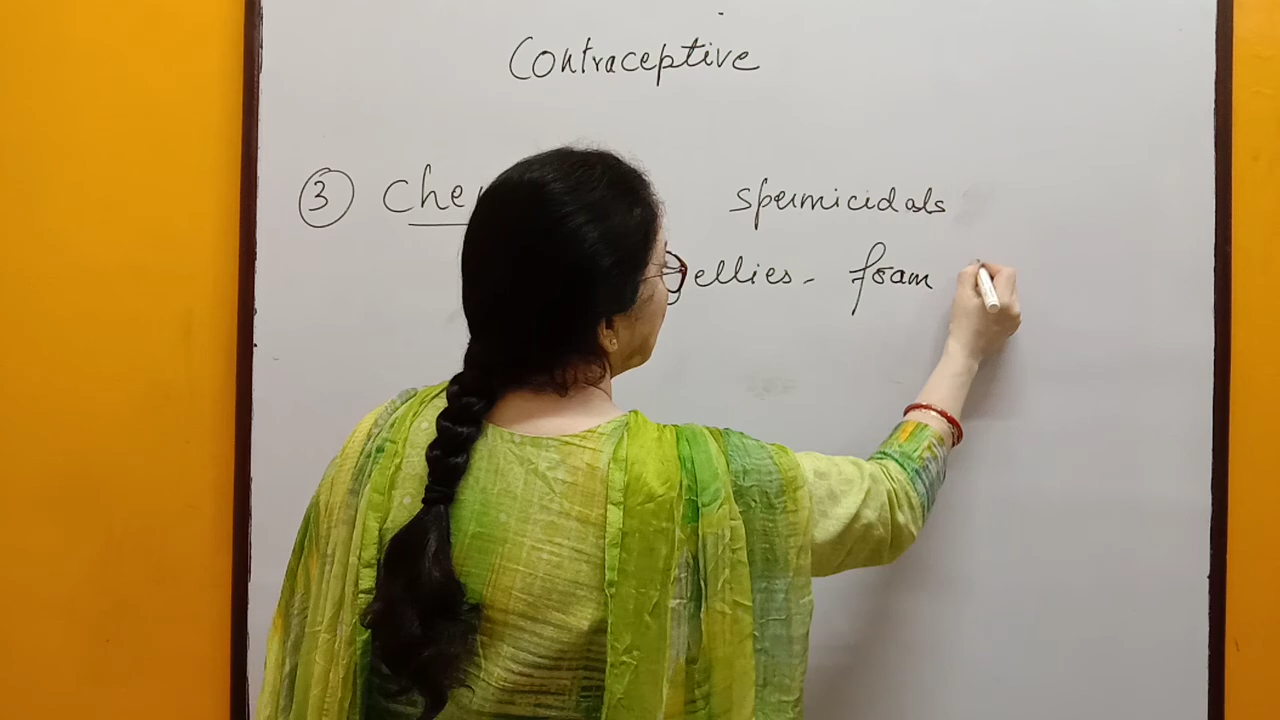 Contraceptive
③ Che spermicidals
ellies - foam